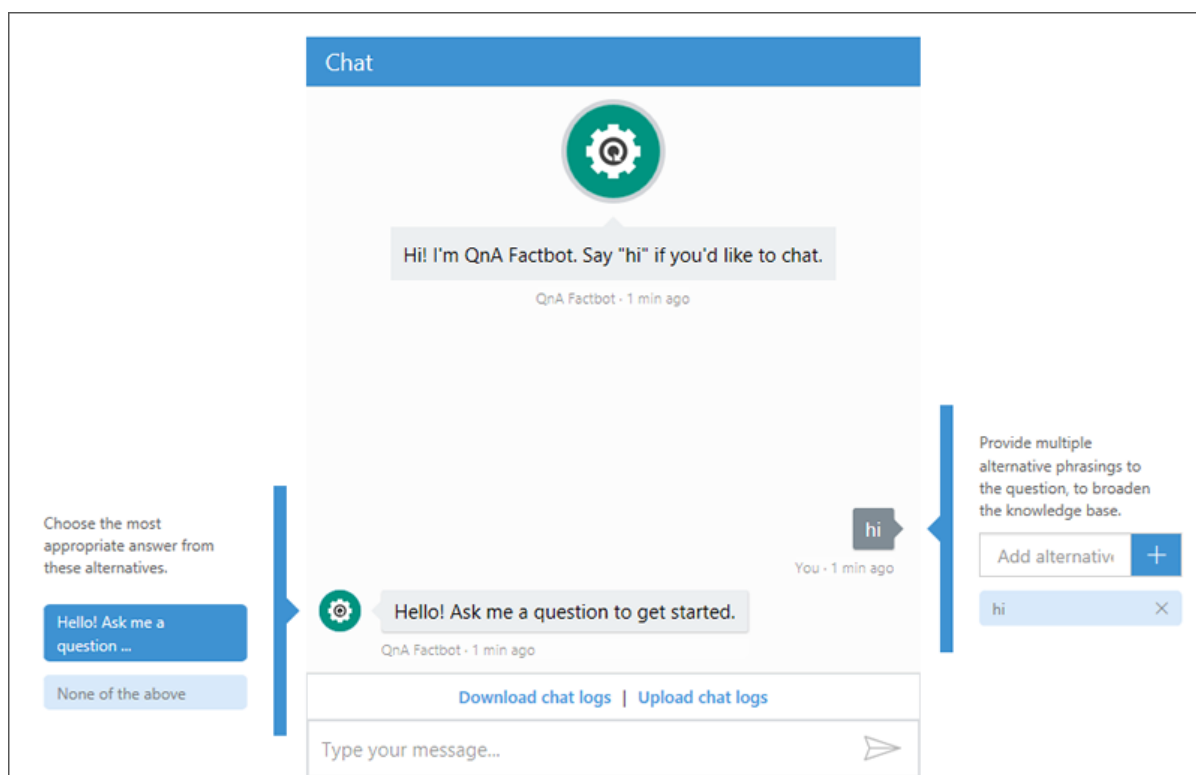 Chat
Hi! I'm QnA Factbot. Say "hi" if you'd like to chat.
QnA Factbot - 1 min ago
Choose the most
appropriate answer from
these alternatives.
Hello! Ask me a
question ...
None of the above
hi
You - 1 min ago
Hello! Ask me a question to get started.
QnA Factbot - 1 min ago
Provide multiple
alternative phrasings to
the question, to broaden
the knowledge base.
Add alternativ
+
hi
Download chat logs | Upload chat logs
Type your message...